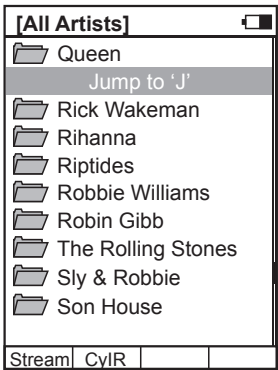 [All Artists]
Queen
Jump to ‘J’
Rick Wakeman
Rihanna
Riptides
Robbie Williams
Robin Gibb
The Rolling Stones
Sly & Robbie
Son House
Stream CyIR